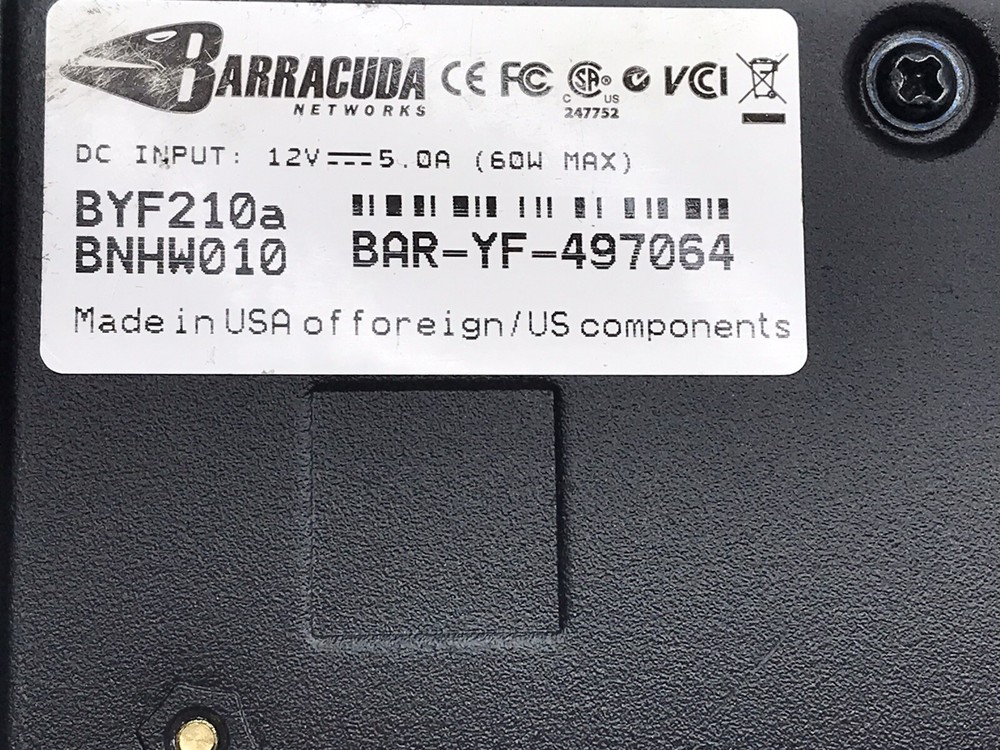 BARRACUDA
NETWORKS
CE FC SA® VCI
C US
247752
DC INPUT: 12V⎓5.0A (60W MAX)
BYF210a
BNHW010
BAR-YF-497064
Made in USA of foreign/US components